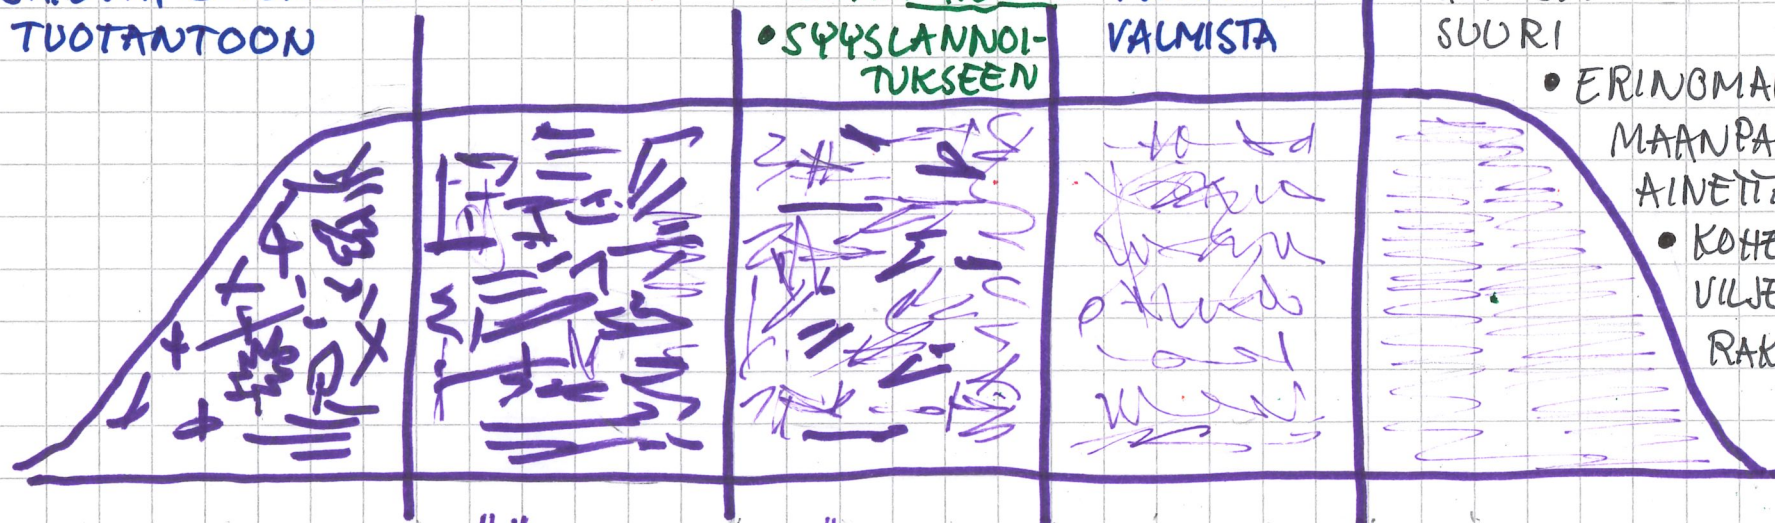 TUOTANTOON
• SYYSLANNOI-
TUKSEEN
VALMISTA
SUURI
• ERINOMA
MAANPA
AINETT
• KOHE
VILJE
RAK